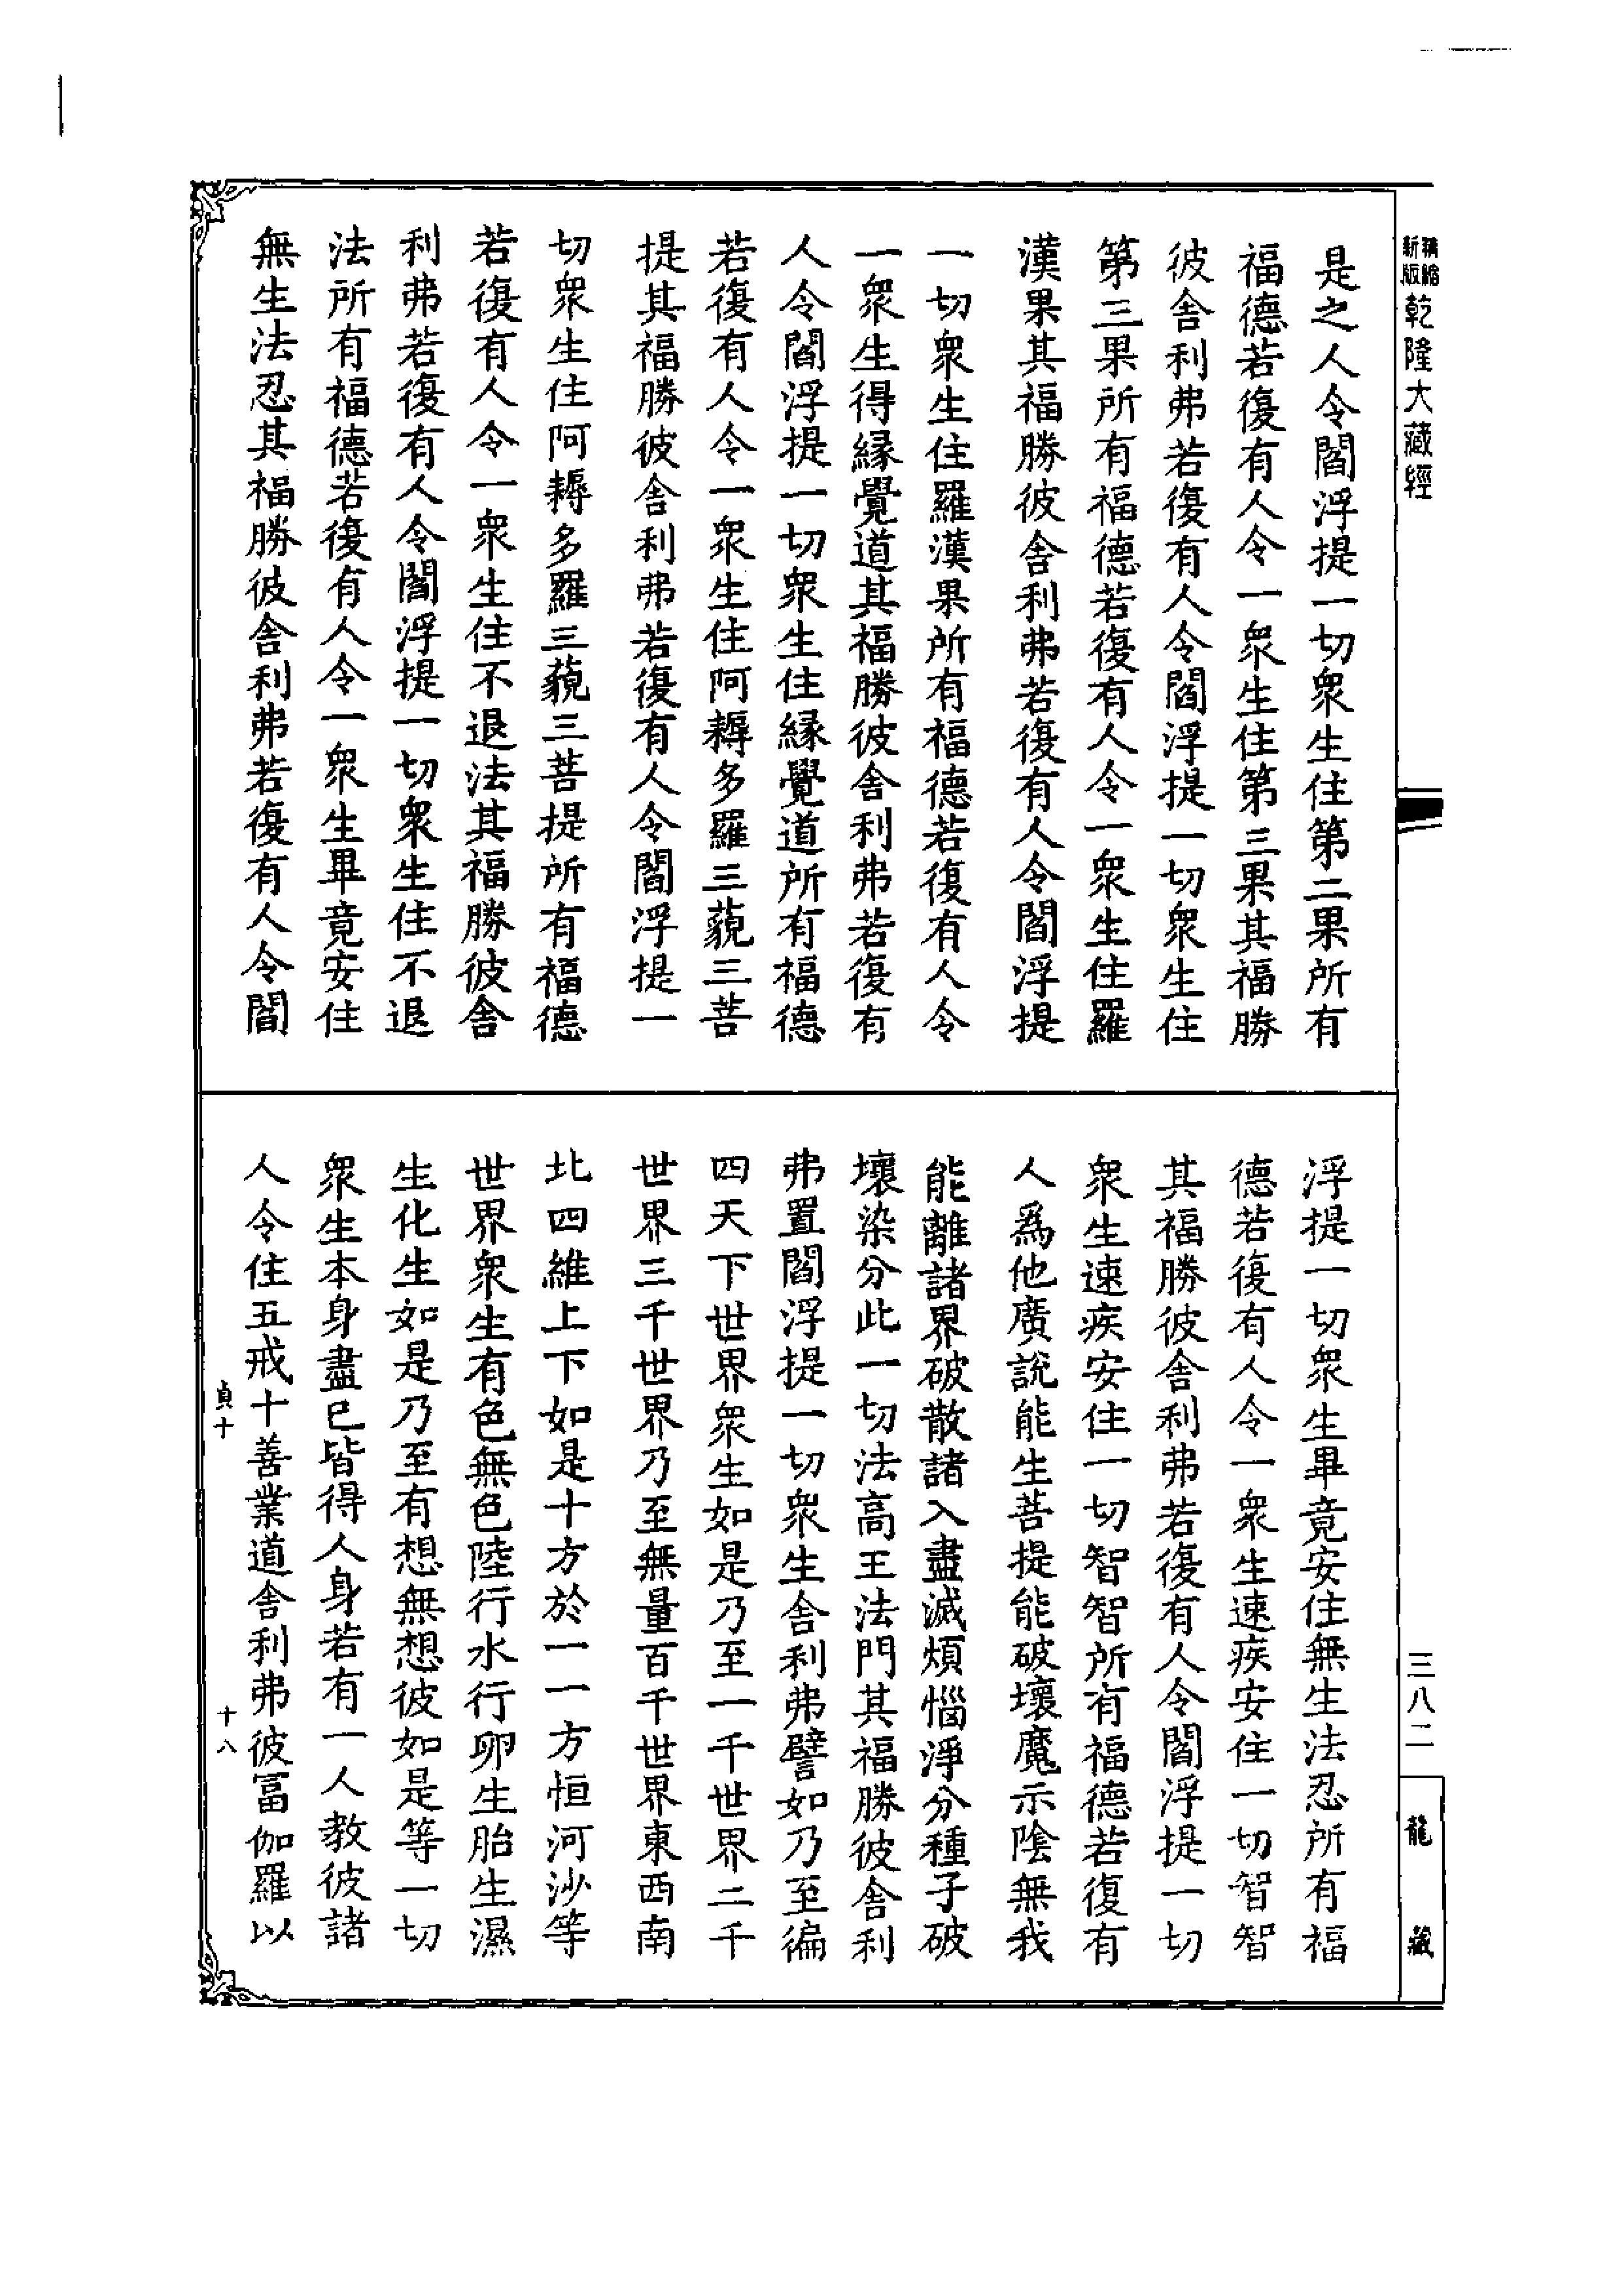 精縮新版乾隆大藏經
是之人令閻浮提一切衆生住第二果所有
福德若復有人令一衆生住第三果其福勝
彼舍利弗若復有人令閻浮提一切衆生住
第三果所有福德若復有人令一衆生住羅
漢果其福勝彼舍利弗若復有人令閻浮提
一切衆生住羅漢果所有福德若復有人令
一衆生得緣覺道其福勝彼舍利弗若復有
人令閻浮提一切衆生住緣覺道所有福德
若復有人令一衆生住阿耨多羅三藐三菩
提其福勝彼舍利弗若復有人令閻浮提一
切衆生住阿耨多羅三藐三菩提所有福德
若復有人令一衆生住不退法其福勝彼舍
利弗若復有人令閻浮提一切衆生住不退
法所有福德若復有人令一衆生畢竟安住
無生法忍其福勝彼舍利弗若復有人令閻
浮提一切衆生畢竟安住無生法忍所有福
德若復有人令一衆生速疾安住一切智智
其福勝彼舍利弗若復有人令閻浮提一切
衆生速疾安住一切智智所有福德若復有
人爲他廣說能生菩提能破壞魔示陰無我
能離諸界破散諸入盡滅煩惱淨分種子破
壞染分此一切法高王法門其福勝彼舍利
弗置閻浮提一切衆生舍利弗譬如乃至徧
四天下世界衆生如是乃至一千世界二千
世界三千世界乃至無量百千世界東西南
北四維上下如是十方於一一方恒河沙等
世界衆生有色無色陸行水行卵生胎生濕
生化生如是乃至有想無想彼如是等一切
衆生本身盡已皆得人身若有一人教彼諸
人令住五戒十善業道舍利弗彼富伽羅以
貞十
十八
三八二
龍藏